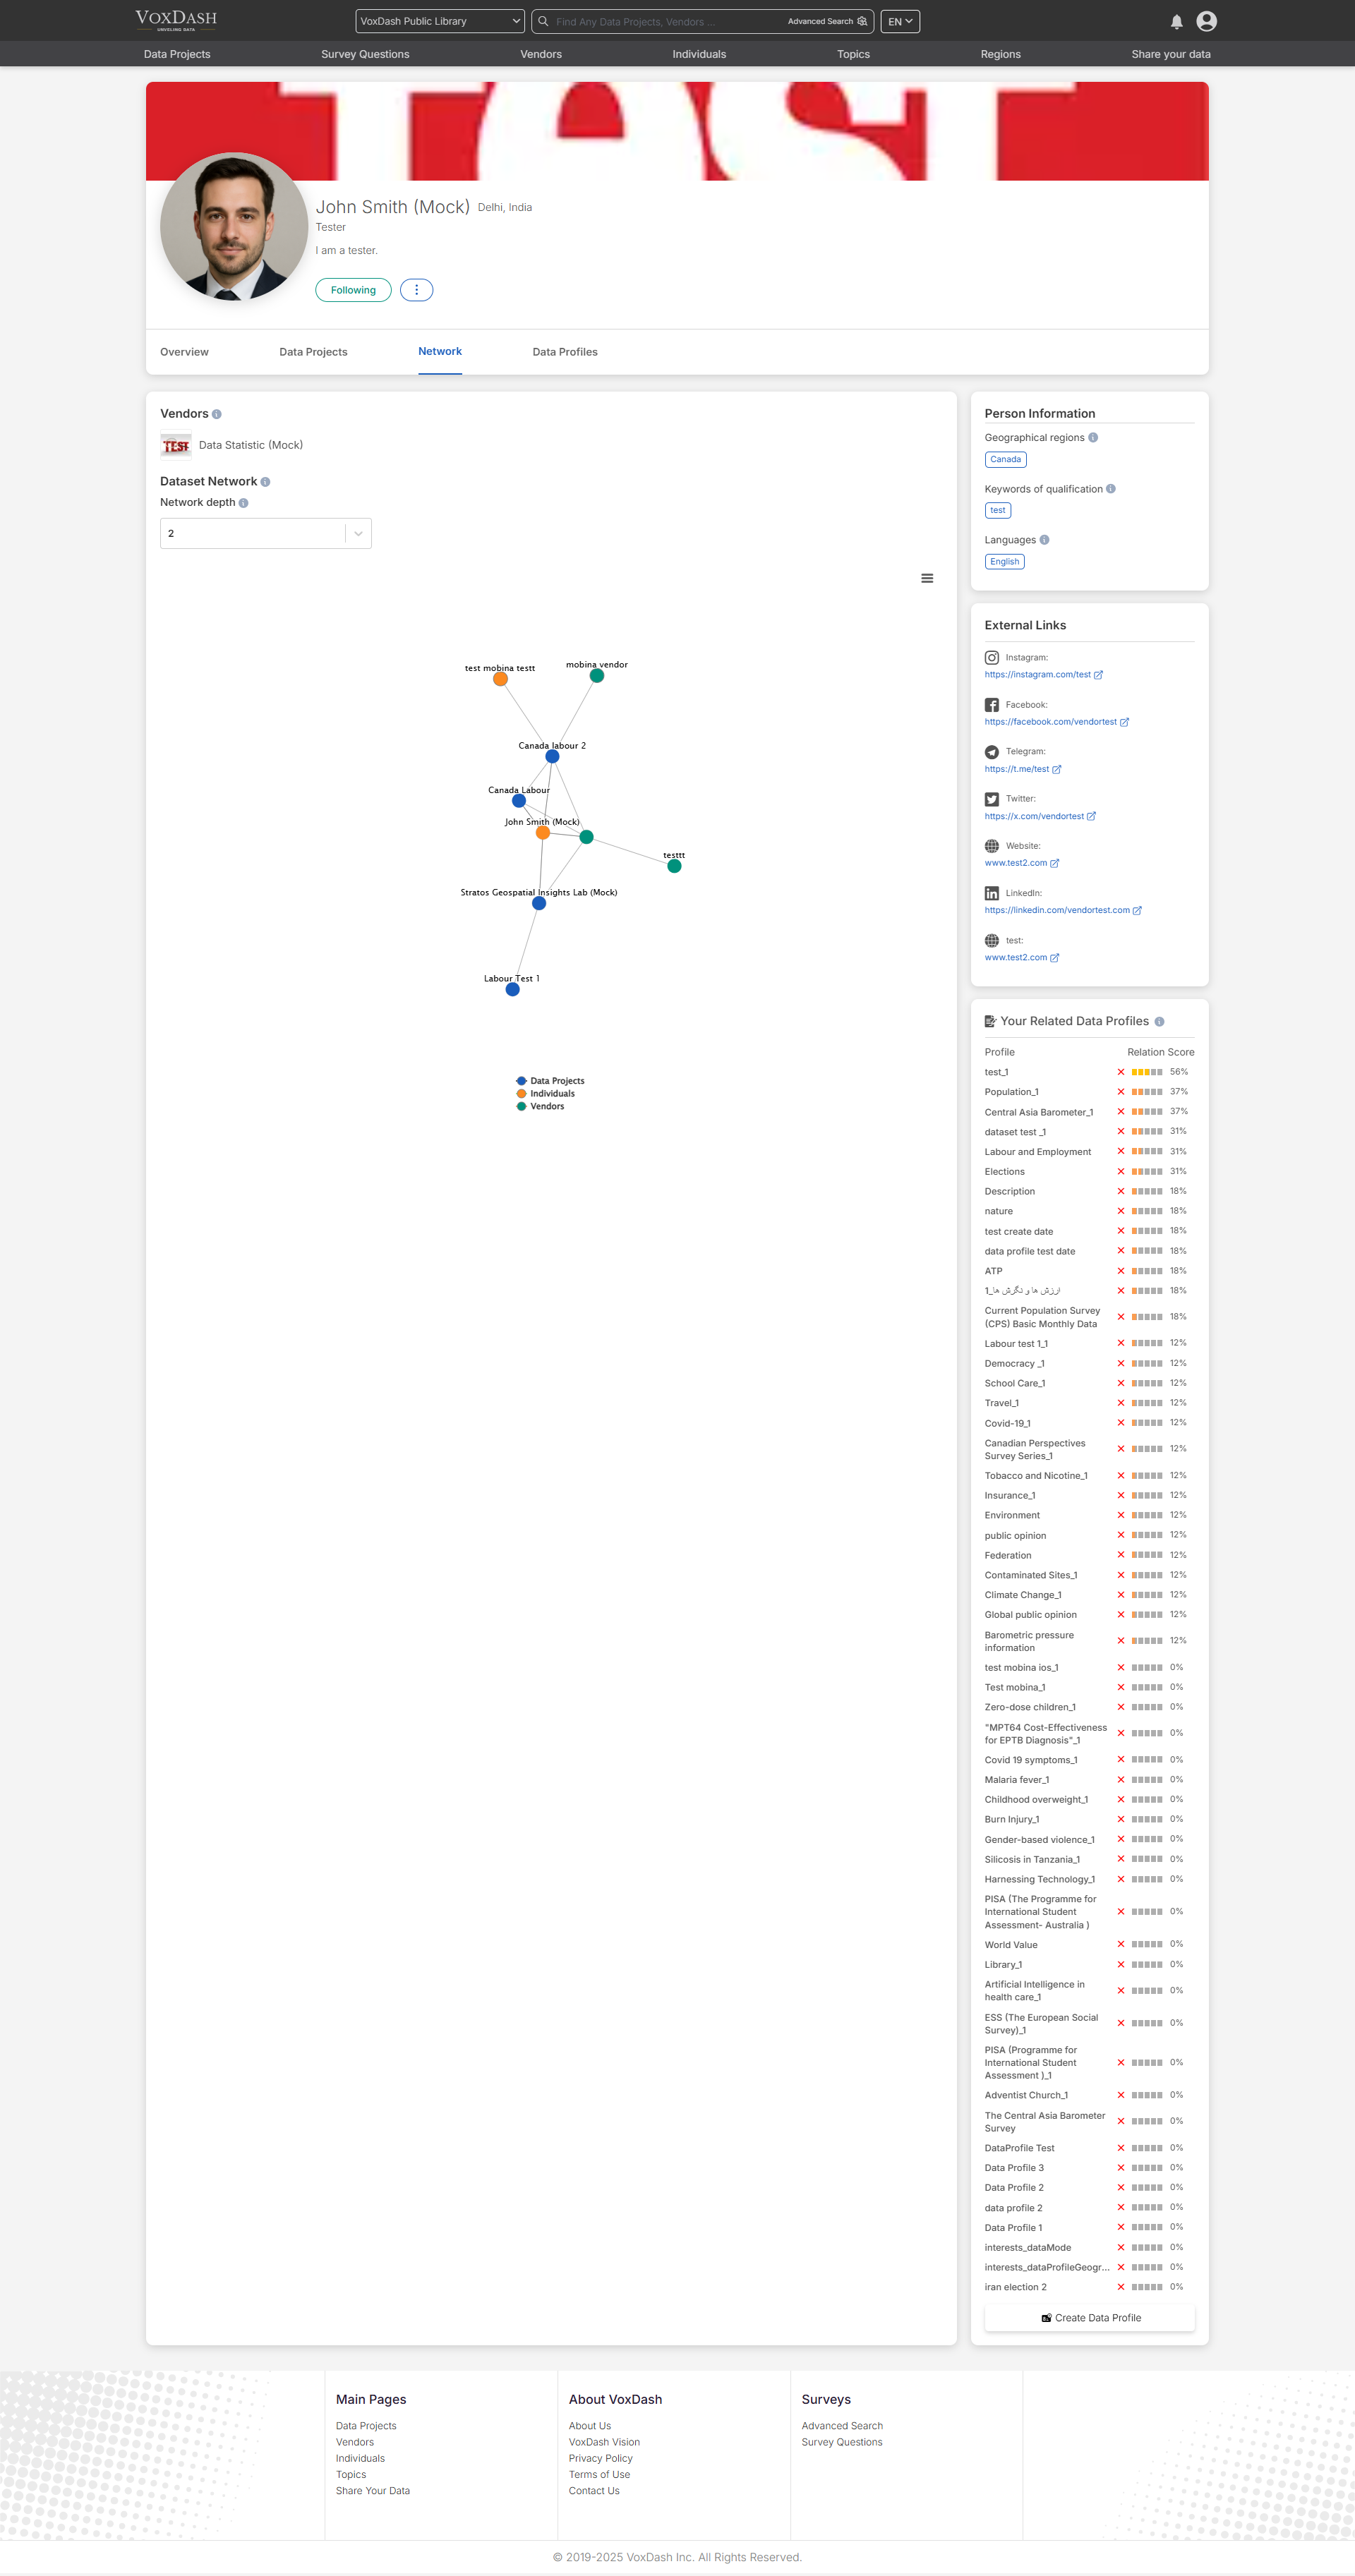 VOXDASH
UNVEILING DATA
VoxDash Public Library
Find Any Data Projects, Vendors ...
Advanced Search
EN
Data Projects
Survey Questions
Vendors
Individuals
Topics
Regions
Share your data
TEST
John Smith (Mock) Delhi, India
Tester
I am a tester.
Following
Overview
Data Projects
Network
Data Profiles
Vendors
TEST
Data Statistic (Mock)
Dataset Network
Network depth
2
test mobina testt
mobina vendor
Canada labour 2
Canada Labour
John Smith (Mock)
testtt
Stratos Geospatial Insights Lab (Mock)
Labour Test 1
Data Projects
Individuals
Vendors
Person Information
Geographical regions
Canada
Keywords of qualification
test
Languages
English
External Links
Instagram:
https://instagram.com/test
Facebook:
https://facebook.com/vendortest
Telegram:
https://t.me/test
Twitter:
https://x.com/vendortest
Website:
www.test2.com
LinkedIn:
https://linkedin.com/vendortest.com
test:
www.test2.com
Your Related Data Profiles
Profile Relation Score
test_1 56%
Population_1 37%
Central Asia Barometer_1 37%
dataset test _1 31%
Labour and Employment 31%
Elections 31%
Description 18%
nature 18%
test create date 18%
data profile test date 18%
ATP 18%
ارزش ها و نگرش ها_1 18%
Current Population Survey
(CPS) Basic Monthly Data 18%
Labour test 1_1 12%
Democracy _1 12%
School Care_1 12%
Travel_1 12%
Covid-19_1 12%
Canadian Perspectives
Survey Series_1 12%
Tobacco and Nicotine_1 12%
Insurance_1 12%
Environment 12%
public opinion 12%
Federation 12%
Contaminated Sites_1 12%
Climate Change_1 12%
Global public opinion 12%
Barometric pressure
information 12%
test mobina ios_1 0%
Test mobina_1 0%
Zero-dose children_1 0%
"MPT64 Cost-Effectiveness
for EPTB Diagnosis"_1 0%
Covid 19 symptoms_1 0%
Malaria fever_1 0%
Childhood overweight_1 0%
Burn Injury_1 0%
Gender-based violence_1 0%
Silicosis in Tanzania_1 0%
Harnessing Technology_1 0%
PISA (The Programme for
International Student 0%
Assessment- Australia )
World Value 0%
Library_1 0%
Artificial Intelligence in
health care_1 0%
ESS (The European Social
Survey)_1 0%
PISA (Programme for
International Student 0%
Assessment )_1
Adventist Church_1 0%
The Central Asia Barometer
Survey 0%
DataProfile Test 0%
Data Profile 3 0%
Data Profile 2 0%
data profile 2 0%
Data Profile 1 0%
interests_dataMode 0%
interests_dataProfileGeogr... 0%
iran election 2 0%
Create Data Profile
Main Pages
Data Projects
Vendors
Individuals
Topics
Share Your Data
About VoxDash
About Us
VoxDash Vision
Privacy Policy
Terms of Use
Contact Us
Surveys
Advanced Search
Survey Questions
© 2019-2025 VoxDash Inc. All Rights Reserved.